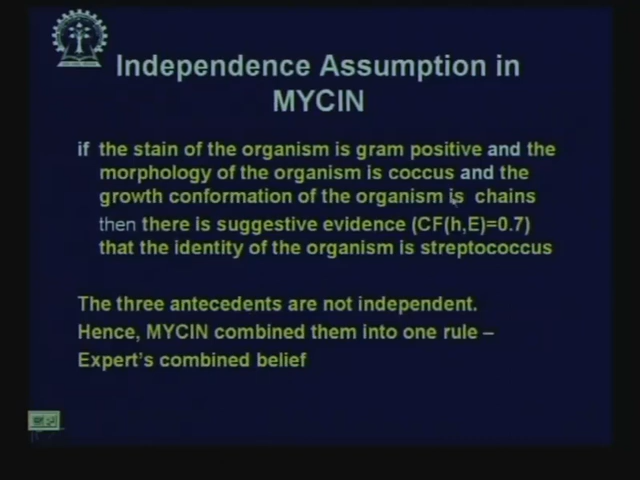 Independence Assumption in
MYCIN
if the stain of the organism is gram positive and the
morphology of the organism is coccus and the
growth conformation of the organism is chains
then there is suggestive evidence (CF(h,E)=0.7)
that the identity of the organism is streptococcus
The three antecedents are not independent.
Hence, MYCIN combined them into one rule –
Expert's combined belief